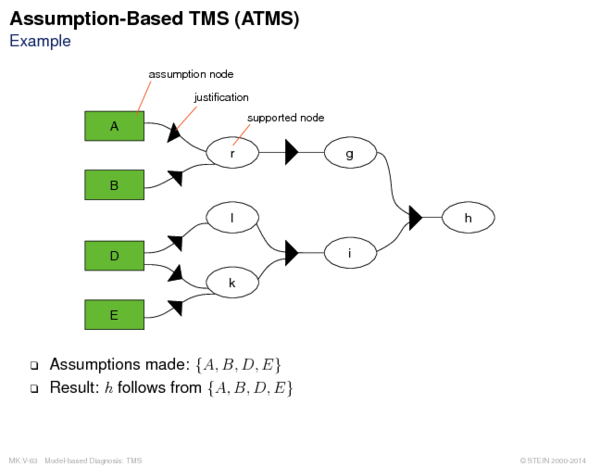 Assumption-Based TMS (ATMS)
Example
assumption node
justification
supported node
A
r
g
B
l
h
D
i
k
E
❑ Assumptions made: {A, B, D, E}
❑ Result: h follows from {A, B, D, E}
MK:V-63 Model-based Diagnosis: TMS
© STEIN 2000-2014